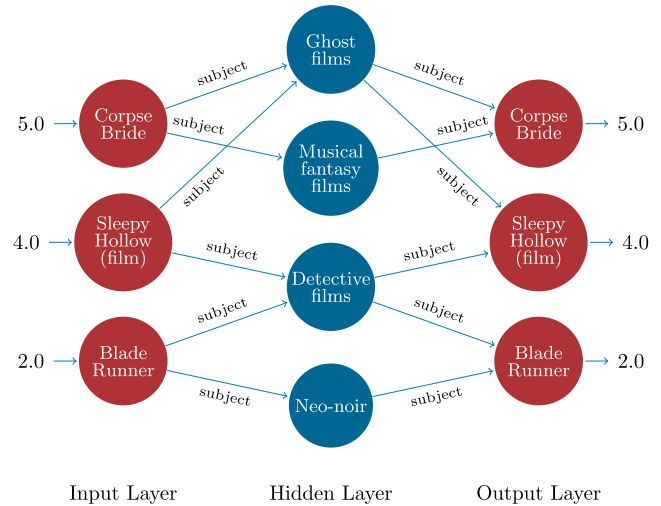 Ghost
films
subject
subject
5.0
Corpse
Bride
subject
Musical
fantasy
films
subject
Corpse
Bride
5.0
subject
subject
4.0
Sleepy
Hollow
(film)
subject
Detective
films
subject
Sleepy
Hollow
(film)
4.0
subject
subject
2.0
Blade
Runner
subject
Neo-noir
subject
Blade
Runner
2.0
Input Layer
Hidden Layer
Output Layer